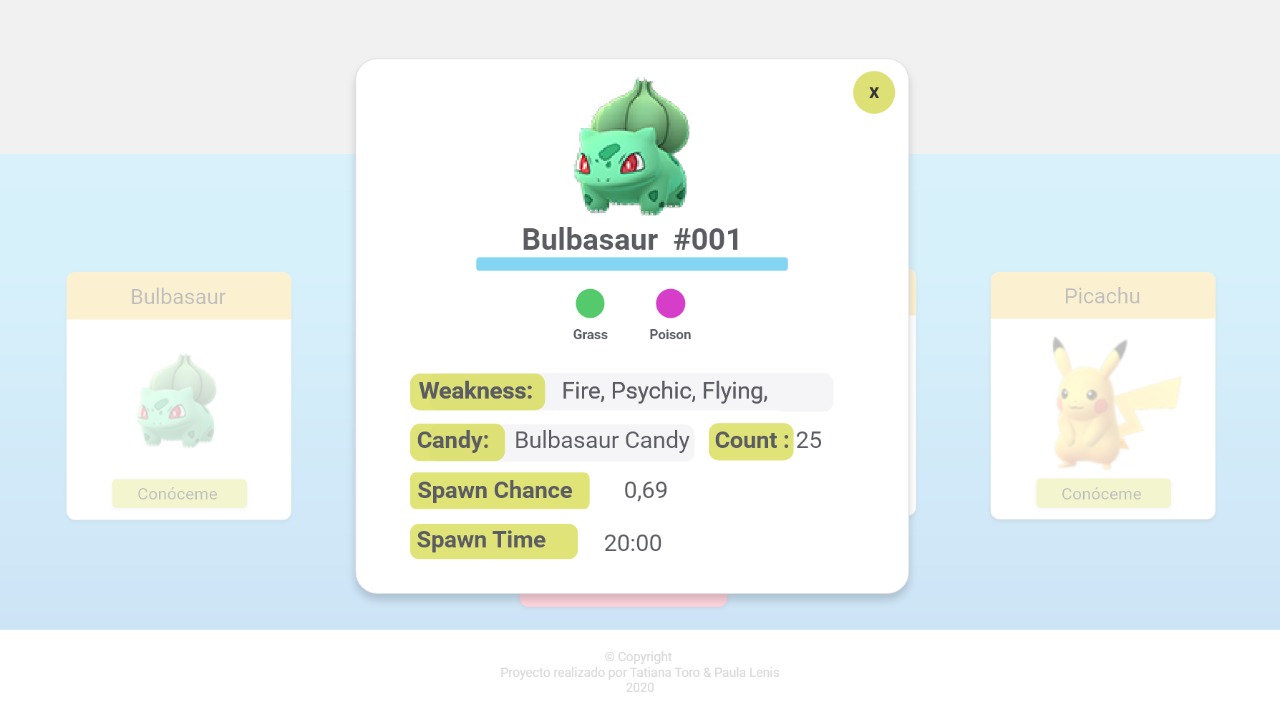 x
Bulbasaur #001
Grass Poison
Weakness: Fire, Psychic, Flying,
Candy: Bulbasaur Candy Count : 25
Spawn Chance 0,69
Spawn Time 20:00
Bulbasaur
Conóceme
Picachu
Conóceme
© Copyright
Proyecto realizado por Tatiana Toro & Paula Lenis
2020